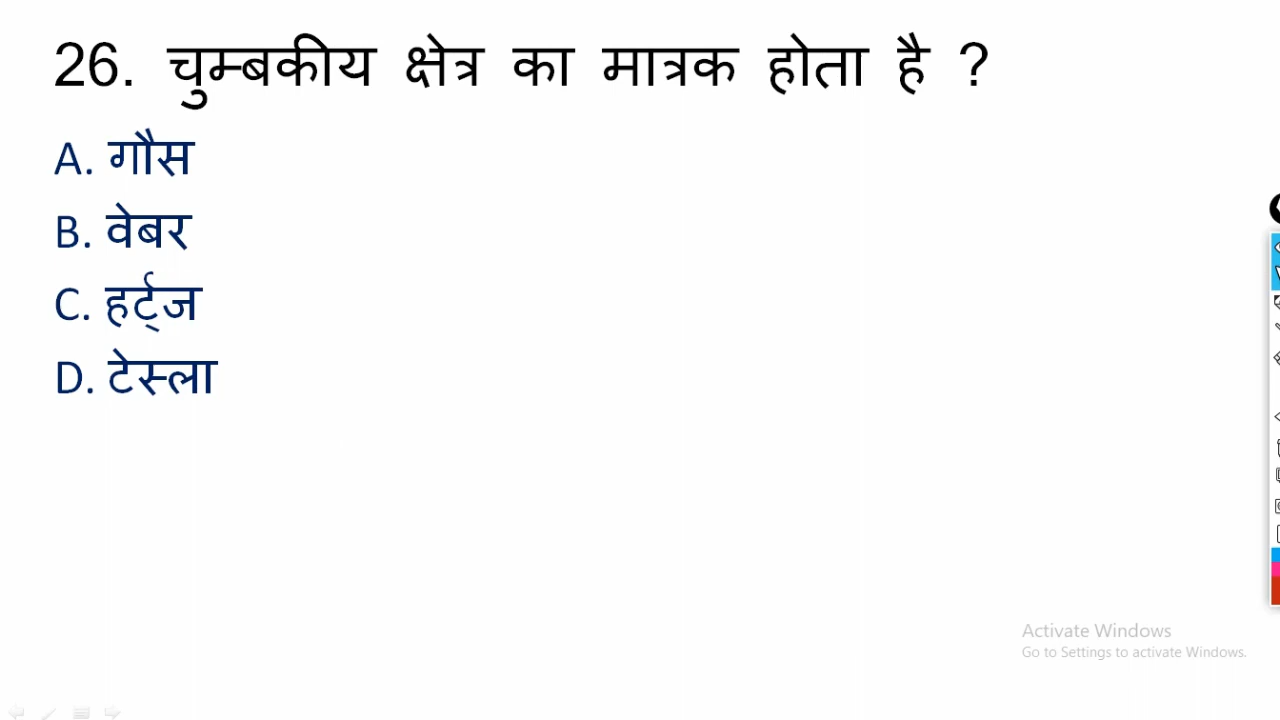 26. चुम्बकीय क्षेत्र का मात्रक होता है ?
A. गौस
B. वेबर
C. हर्ट्ज
D. टेस्ला
Activate Windows
Go to Settings to activate Windows.